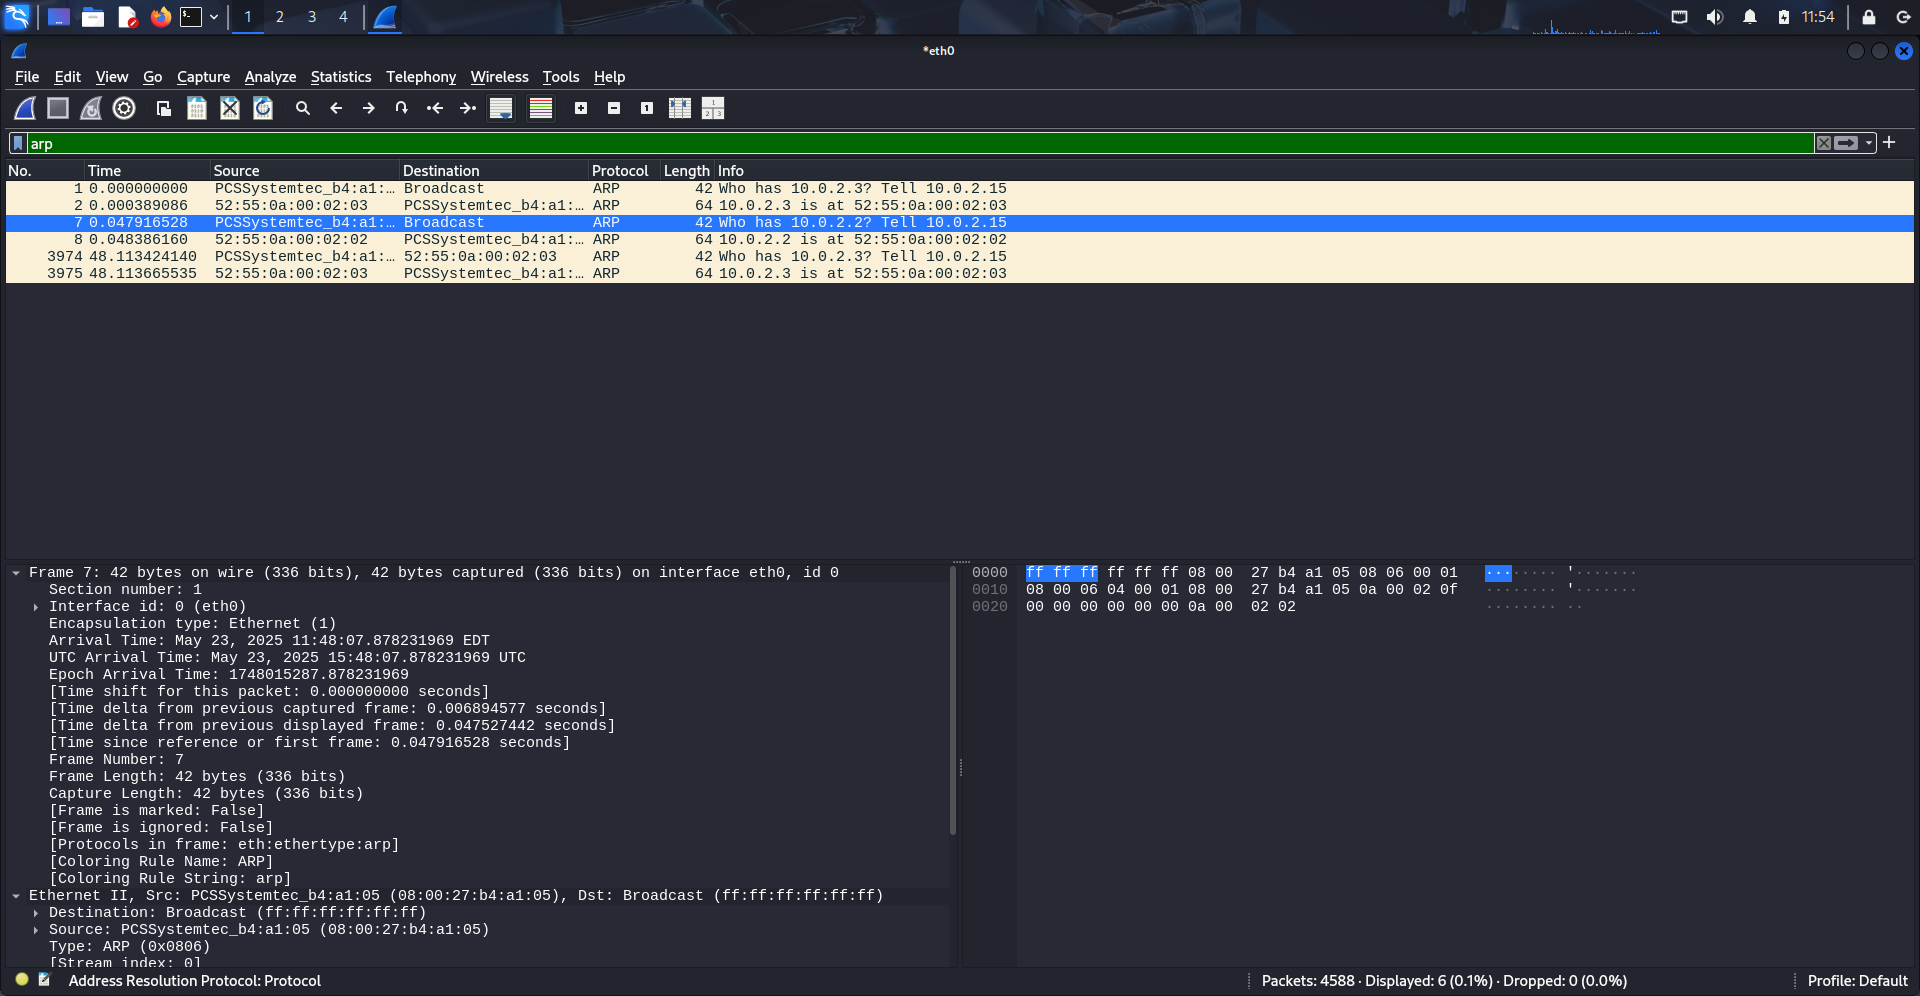 1 2 3 4 11:54
*eth0
File Edit View Go Capture Analyze Statistics Telephony Wireless Tools Help
arp
No. Time Source Destination Protocol Length Info
1 0.000000000 PCSSystemtec_b4:a1:… Broadcast ARP 42 Who has 10.0.2.3? Tell 10.0.2.15
2 0.000389086 52:55:0a:00:02:03 PCSSystemtec_b4:a1:… ARP 64 10.0.2.3 is at 52:55:0a:00:02:03
7 0.047916528 PCSSystemtec_b4:a1:… Broadcast ARP 42 Who has 10.0.2.2? Tell 10.0.2.15
8 0.048386160 52:55:0a:00:02:02 PCSSystemtec_b4:a1:… ARP 64 10.0.2.2 is at 52:55:0a:00:02:02
3974 48.113424140 PCSSystemtec_b4:a1:… 52:55:0a:00:02:03 ARP 42 Who has 10.0.2.3? Tell 10.0.2.15
3975 48.113665535 52:55:0a:00:02:03 PCSSystemtec_b4:a1:… ARP 64 10.0.2.3 is at 52:55:0a:00:02:03
Frame 7: 42 bytes on wire (336 bits), 42 bytes captured (336 bits) on interface eth0, id 0
Section number: 1
Interface id: 0 (eth0)
Encapsulation type: Ethernet (1)
Arrival Time: May 23, 2025 11:48:07.878231969 EDT
UTC Arrival Time: May 23, 2025 15:48:07.878231969 UTC
Epoch Arrival Time: 1748015287.878231969
[Time shift for this packet: 0.000000000 seconds]
[Time delta from previous captured frame: 0.006894577 seconds]
[Time delta from previous displayed frame: 0.047527442 seconds]
[Time since reference or first frame: 0.047916528 seconds]
Frame Number: 7
Frame Length: 42 bytes (336 bits)
Capture Length: 42 bytes (336 bits)
[Frame is marked: False]
[Frame is ignored: False]
[Protocols in frame: eth:ethertype:arp]
[Coloring Rule Name: ARP]
[Coloring Rule String: arp]
Ethernet II, Src: PCSSystemtec_b4:a1:05 (08:00:27:b4:a1:05), Dst: Broadcast (ff:ff:ff:ff:ff:ff)
Destination: Broadcast (ff:ff:ff:ff:ff:ff)
Source: PCSSystemtec_b4:a1:05 (08:00:27:b4:a1:05)
Type: ARP (0x0806)
[Stream index: 0]
0000 ff ff ff ff ff ff 08 00 27 b4 a1 05 08 06 00 01 ········ '·······
0010 08 00 06 04 00 01 08 00 27 b4 a1 05 0a 00 02 0f ········ '·······
0020 00 00 00 00 00 00 0a 00 02 02 ········ ··
Address Resolution Protocol: Protocol
Packets: 4588 · Displayed: 6 (0.1%) · Dropped: 0 (0.0%)
Profile: Default